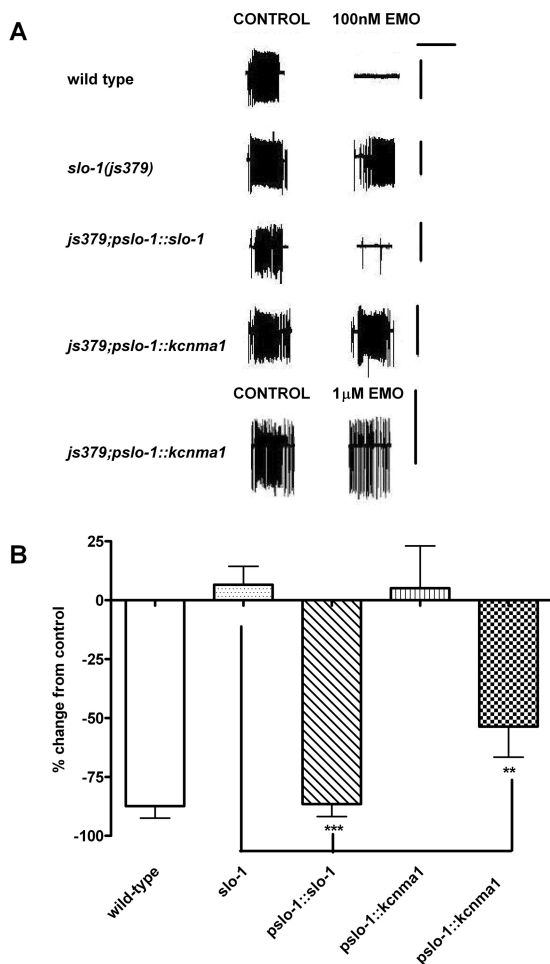 A
CONTROL 100nM EMO
wild type
slo-1(js379)
js379;pslo-1::slo-1
js379;pslo-1::kcnma1
CONTROL 1μM EMO
js379;pslo-1::kcnma1
B
% change from control
25
0
-25
-50
-75
-100
***
**
wild-type
slo-1
pslo-1::slo-1
pslo-1::kcnma1
pslo-1::kcnma1